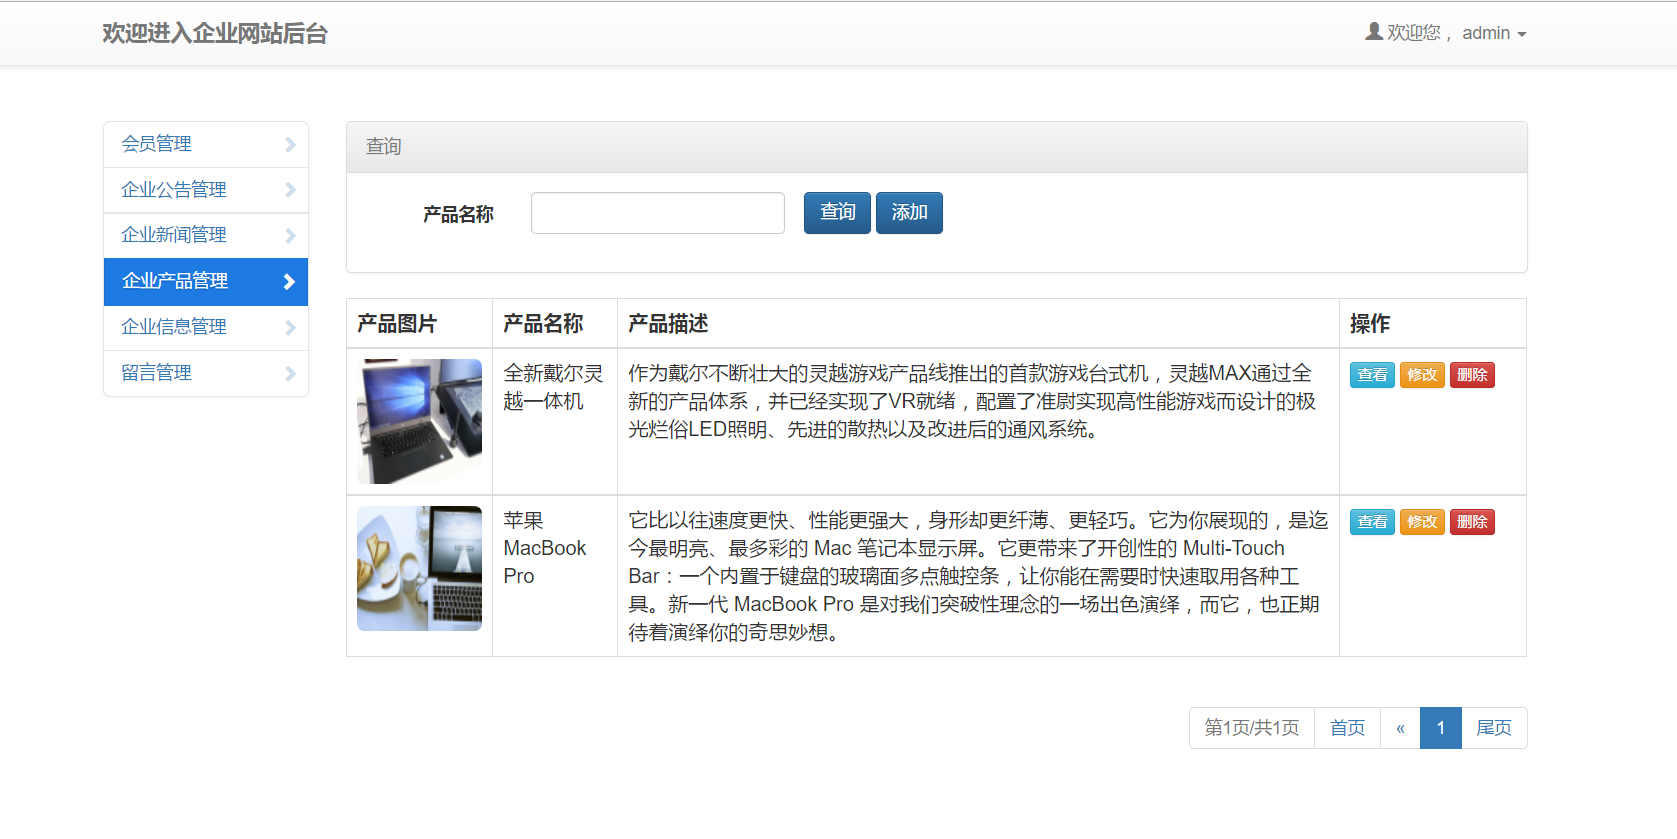 欢迎进入企业网站后台
欢迎您， admin
会员管理
企业公告管理
企业新闻管理
企业产品管理
企业信息管理
留言管理
查询
产品名称
查询
添加
产品图片 产品名称 产品描述 操作
全新戴尔灵
越一体机
作为戴尔不断壮大的灵越游戏产品线推出的首款游戏台式机，灵越MAX通过全
新的产品体系，并已经实现了VR就绪，配置了准尉实现高性能游戏而设计的极
光烂俗LED照明、先进的散热以及改进后的通风系统。
查看 修改 删除
苹果
MacBook
Pro
它比以往速度更快、性能更强大，身形却更纤薄、更轻巧。它为你展现的，是迄
今最明亮、最多彩的 Mac 笔记本显示屏。它更带来了开创性的 Multi-Touch
Bar：一个内置于键盘的玻璃面多点触控条，让你能在需要时快速取用各种工
具。新一代 MacBook Pro 是对我们突破性理念的一场出色演绎，而它，也正期
待着演绎你的奇思妙想。
查看 修改 删除
第1页/共1页 首页 « 1 尾页